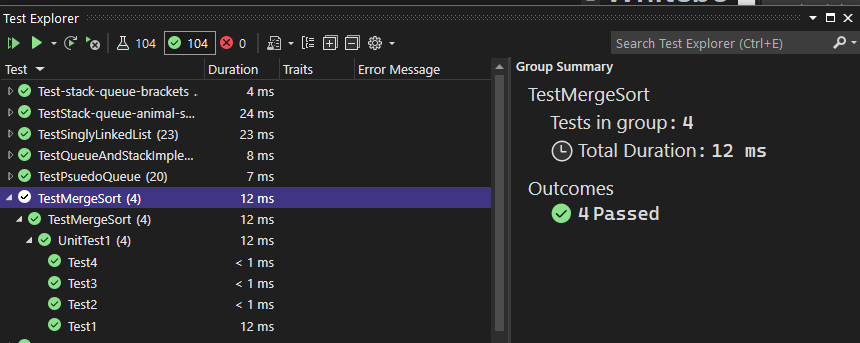 Test Explorer
104 104 0
Search Test Explorer (Ctrl+E)
Test Duration Traits Error Message
Test-stack-queue-brackets .. 4 ms
TestStack-queue-animal-s... 24 ms
TestSinglyLinkedList (23) 23 ms
TestQueueAndStackImple... 8 ms
TestPsuedoQueue (20) 7 ms
TestMergeSort (4) 12 ms
TestMergeSort (4) 12 ms
UnitTest1 (4) 12 ms
Test4 < 1 ms
Test3 < 1 ms
Test2 < 1 ms
Test1 12 ms
Group Summary
TestMergeSort
Tests in group: 4
Total Duration: 12 ms
Outcomes
4 Passed